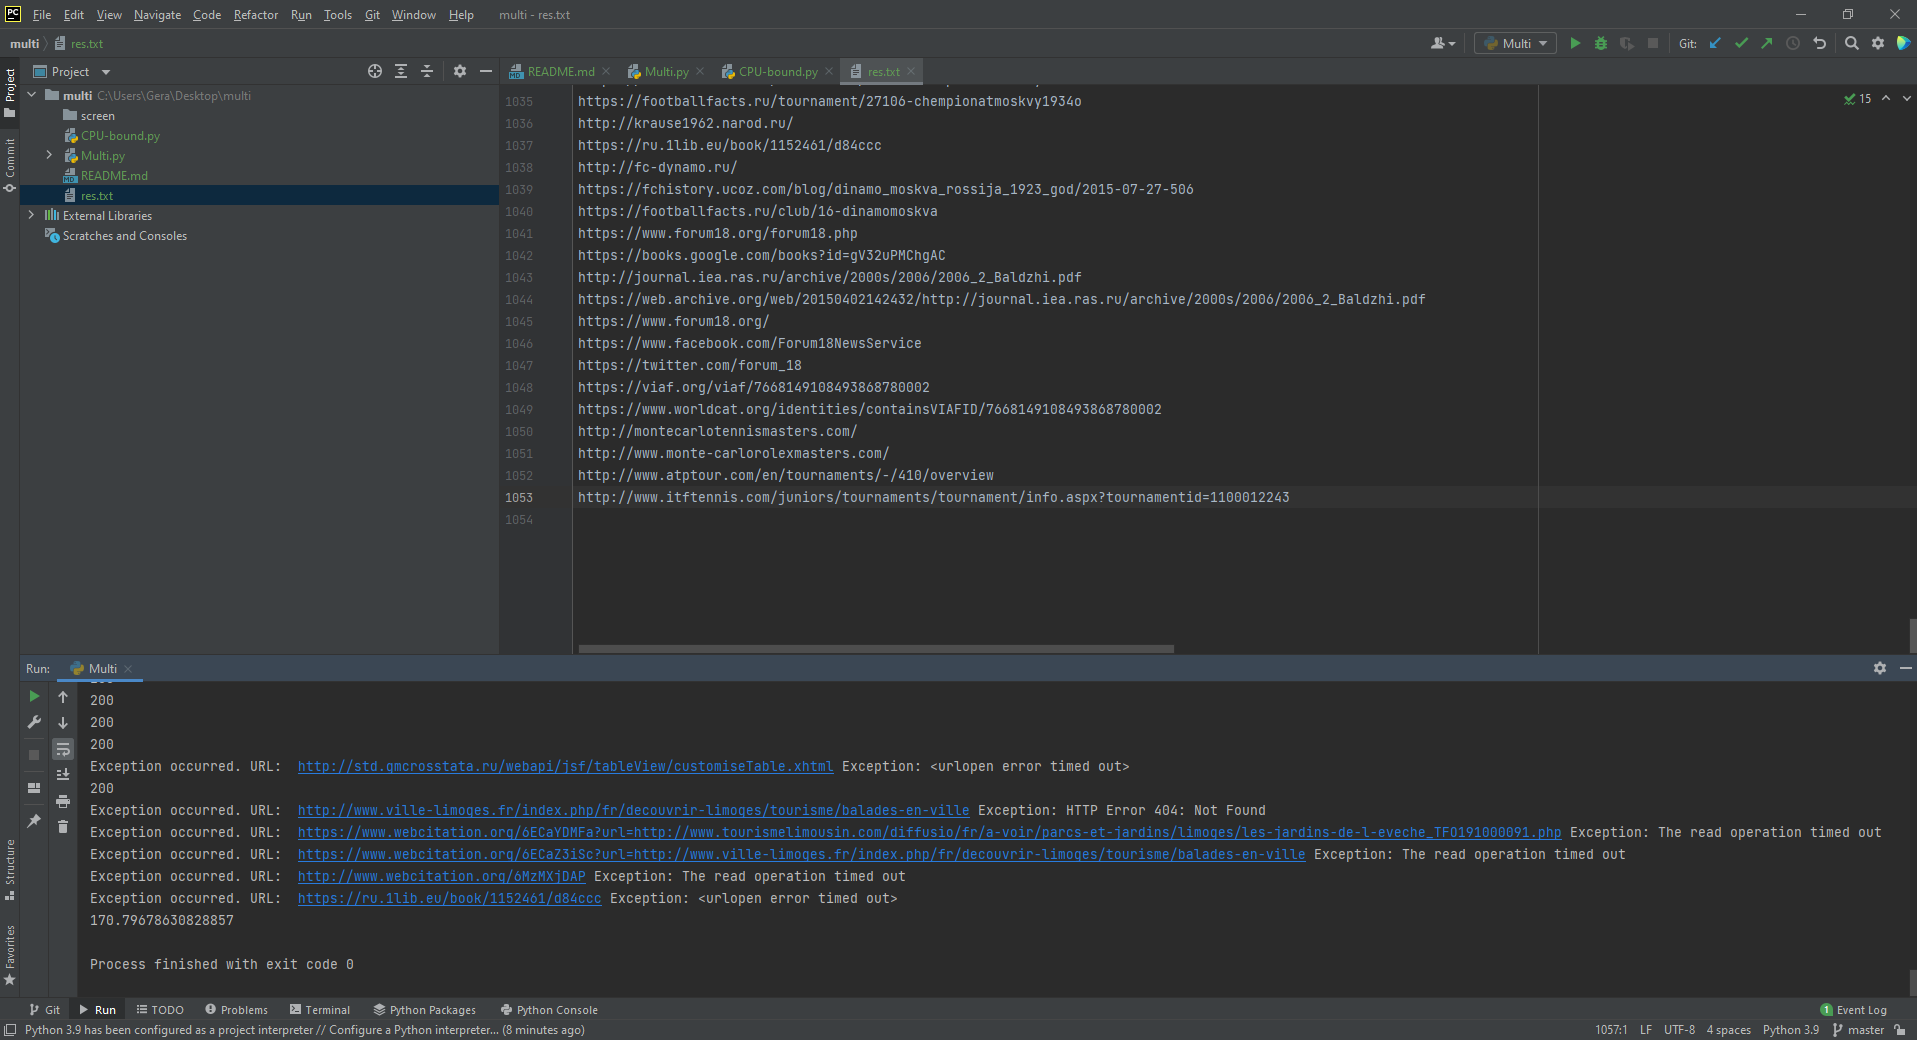 PC File Edit View Navigate Code Refactor Run Tools Git Window Help multi - res.txt
multi res.txt Multi Git:
Project README.md Multi.py CPU-bound.py res.txt
Project
Commit
multi C:\Users\Gera\Desktop\multi
screen
CPU-bound.py
Multi.py
README.md
res.txt
External Libraries
Scratches and Consoles
15
1035 https://footballfacts.ru/tournament/27106-chempionatmoskvy1934o
1036 http://krause1962.narod.ru/
1037 https://ru.1lib.eu/book/1152461/d84ccc
1038 http://fc-dynamo.ru/
1039 https://fchistory.ucoz.com/blog/dinamo_moskva_rossija_1923_god/2015-07-27-506
1040 https://footballfacts.ru/club/16-dinamomoskva
1041 https://www.forum18.org/forum18.php
1042 https://books.google.com/books?id=gV32uPMChgAC
1043 http://journal.iea.ras.ru/archive/2000s/2006/2006_2_Baldzhi.pdf
1044 https://web.archive.org/web/20150402142432/http://journal.iea.ras.ru/archive/2000s/2006/2006_2_Baldzhi.pdf
1045 https://www.forum18.org/
1046 https://www.facebook.com/Forum18NewsService
1047 https://twitter.com/forum_18
1048 https://viaf.org/viaf/7668149108493868780002
1049 https://www.worldcat.org/identities/containsVIAFID/7668149108493868780002
1050 http://montecarlotennismasters.com/
1051 http://www.monte-carlorolexmasters.com/
1052 http://www.atptour.com/en/tournaments/-/410/overview
1053 http://www.itftennis.com/juniors/tournaments/tournament/info.aspx?tournamentid=1100012243
1054
Run: Multi
200
200
200
Exception occurred. URL: http://std.gmcrosstata.ru/webapi/jsf/tableView/customiseTable.xhtml Exception: <urlopen error timed out>
200
Exception occurred. URL: http://www.ville-limoges.fr/index.php/fr/decouvrir-limoges/tourisme/balades-en-ville Exception: HTTP Error 404: Not Found
Exception occurred. URL: https://www.webcitation.org/6ECaYDMFa?url=http://www.tourismelimousin.com/diffusio/fr/a-voir/parcs-et-jardins/limoges/les-jardins-de-l-eveche_TFO191000091.php Exception: The read operation timed out
Exception occurred. URL: https://www.webcitation.org/6ECaZ3iSc?url=http://www.ville-limoges.fr/index.php/fr/decouvrir-limoges/tourisme/balades-en-ville Exception: The read operation timed out
Exception occurred. URL: http://www.webcitation.org/6MzMXjDAP Exception: The read operation timed out
Exception occurred. URL: https://ru.1lib.eu/book/1152461/d84ccc Exception: <urlopen error timed out>
170.79678630828857
Process finished with exit code 0
Structure
Favorites
Git Run TODO Problems Terminal Python Packages Python Console 1 Event Log
Python 3.9 has been configured as a project interpreter // Configure a Python interpreter... (8 minutes ago) 1057:1 LF UTF-8 4 spaces Python 3.9 master